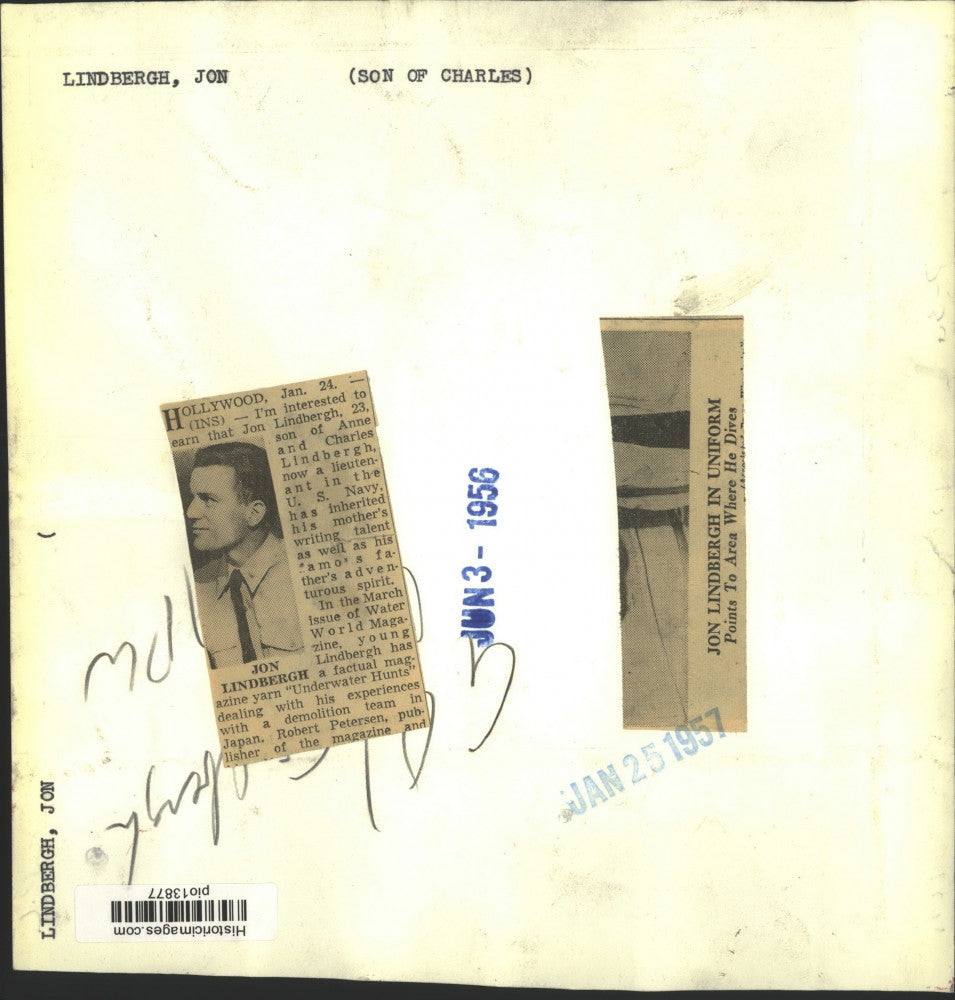 LINDBERGH, JON (SON OF CHARLES)
HOLLYWOOD, Jan. 24. —
(INS) — I'm interested to
earn that Jon Lindbergh, 23,
son of Anne
and Charles
Lindbergh,
now a lieuten-
ant in the
U. S. Navy,
has inherited
his mother's
writing talent
as well as his
famous fa-
ther's adven-
turous spirit.
In the March
issue of Water
World Maga-
zine, young
Lindbergh has
JON
LINDBERGH a factual mag-
azine yarn "Underwater Hunts",
dealing with his experiences
with a demolition team in
Japan. Robert Petersen, pub-
lisher of the magazine and
JUN 3 - 1956
JON LINDBERGH IN UNIFORM
Points To Area Where He Dives
JAN 25 1957
LINDBERGH, JON
Historicimages.com
pio13877